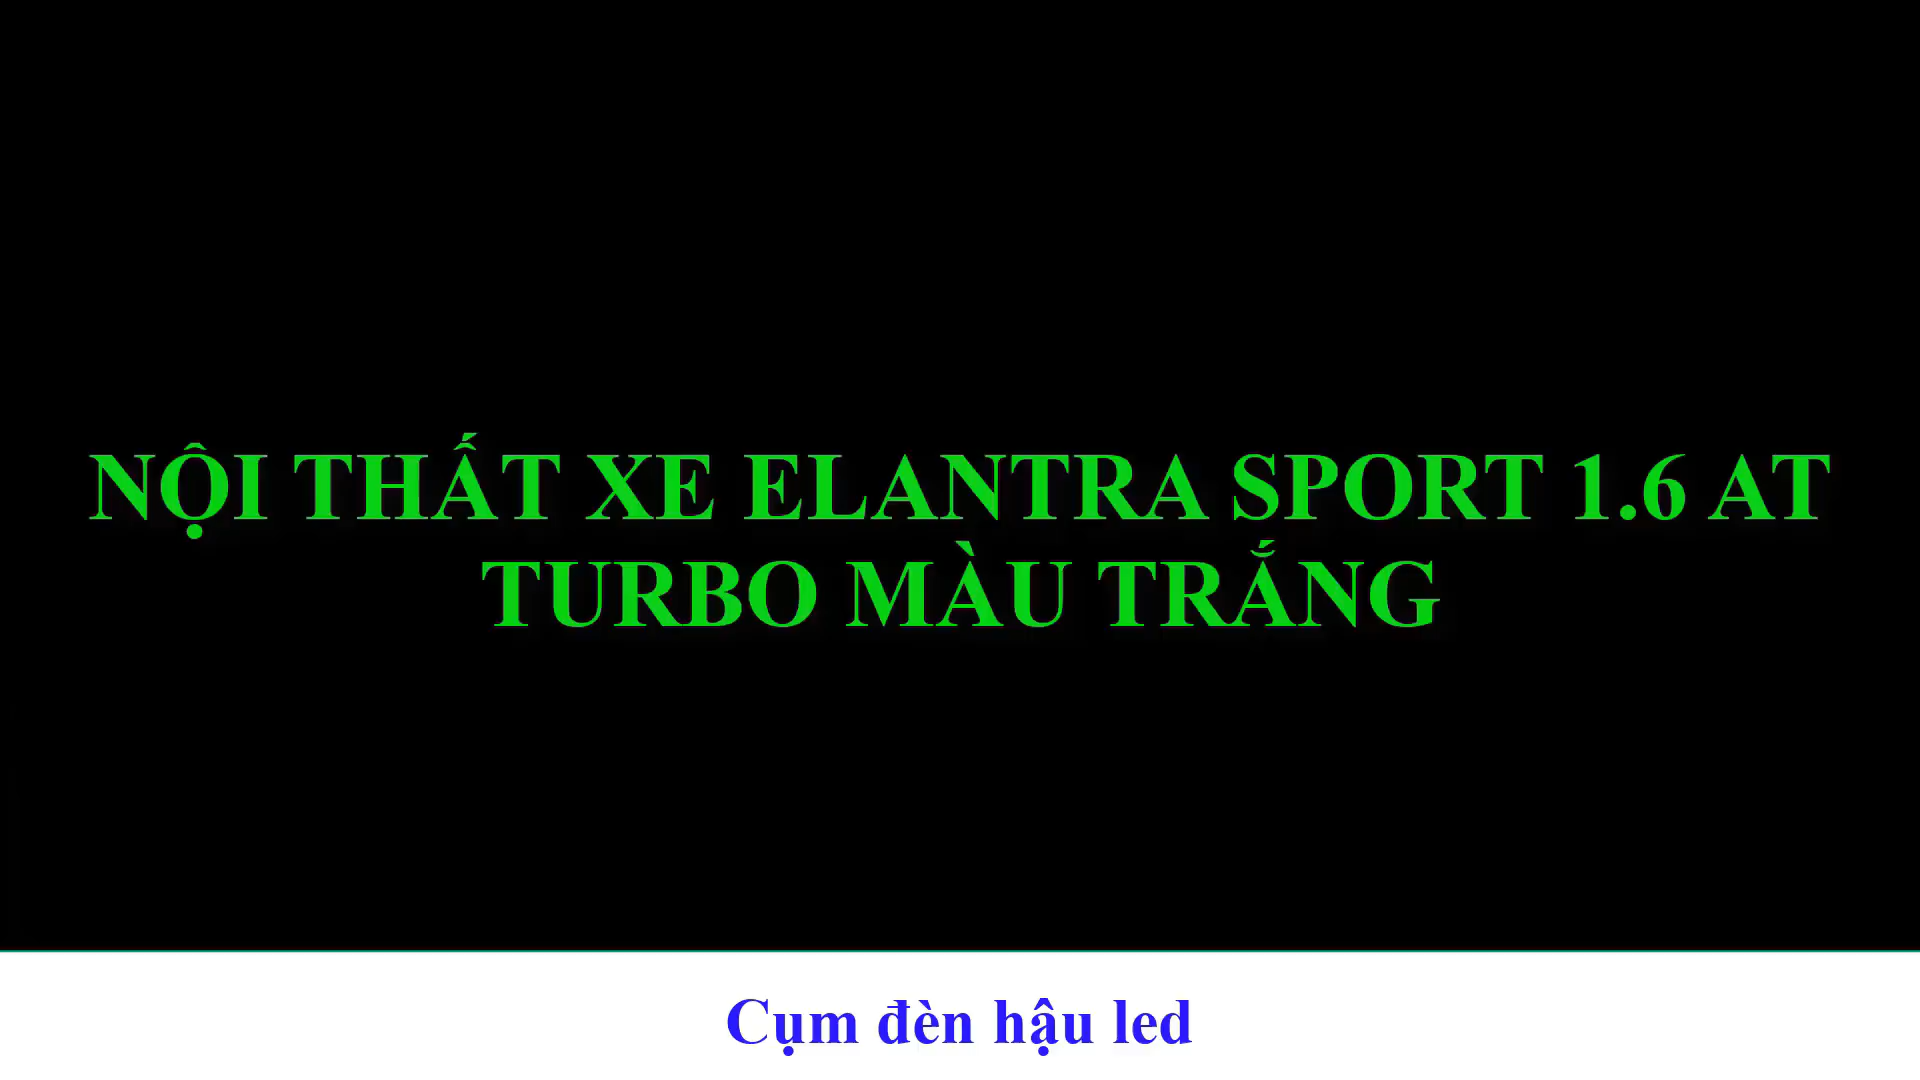 NỘI THẤT XE ELANTRA SPORT 1.6 AT
TURBO MÀU TRẮNG
Cụm đèn hậu led